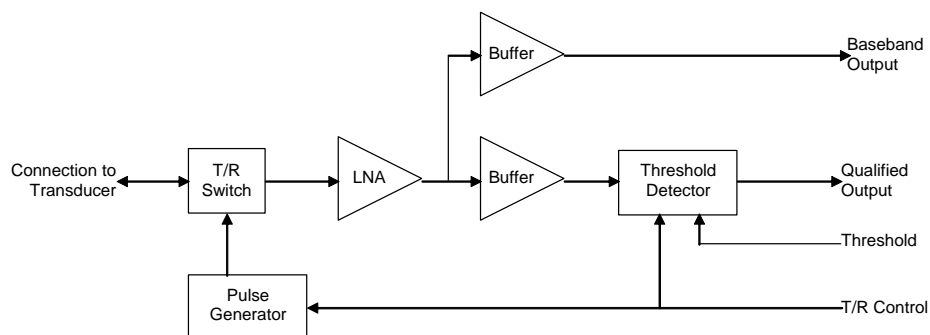 Buffer
Baseband
Output
Connection to
Transducer
T/R
Switch
LNA
Buffer
Threshold
Detector
Qualified
Output
Threshold
Pulse
Generator
T/R Control